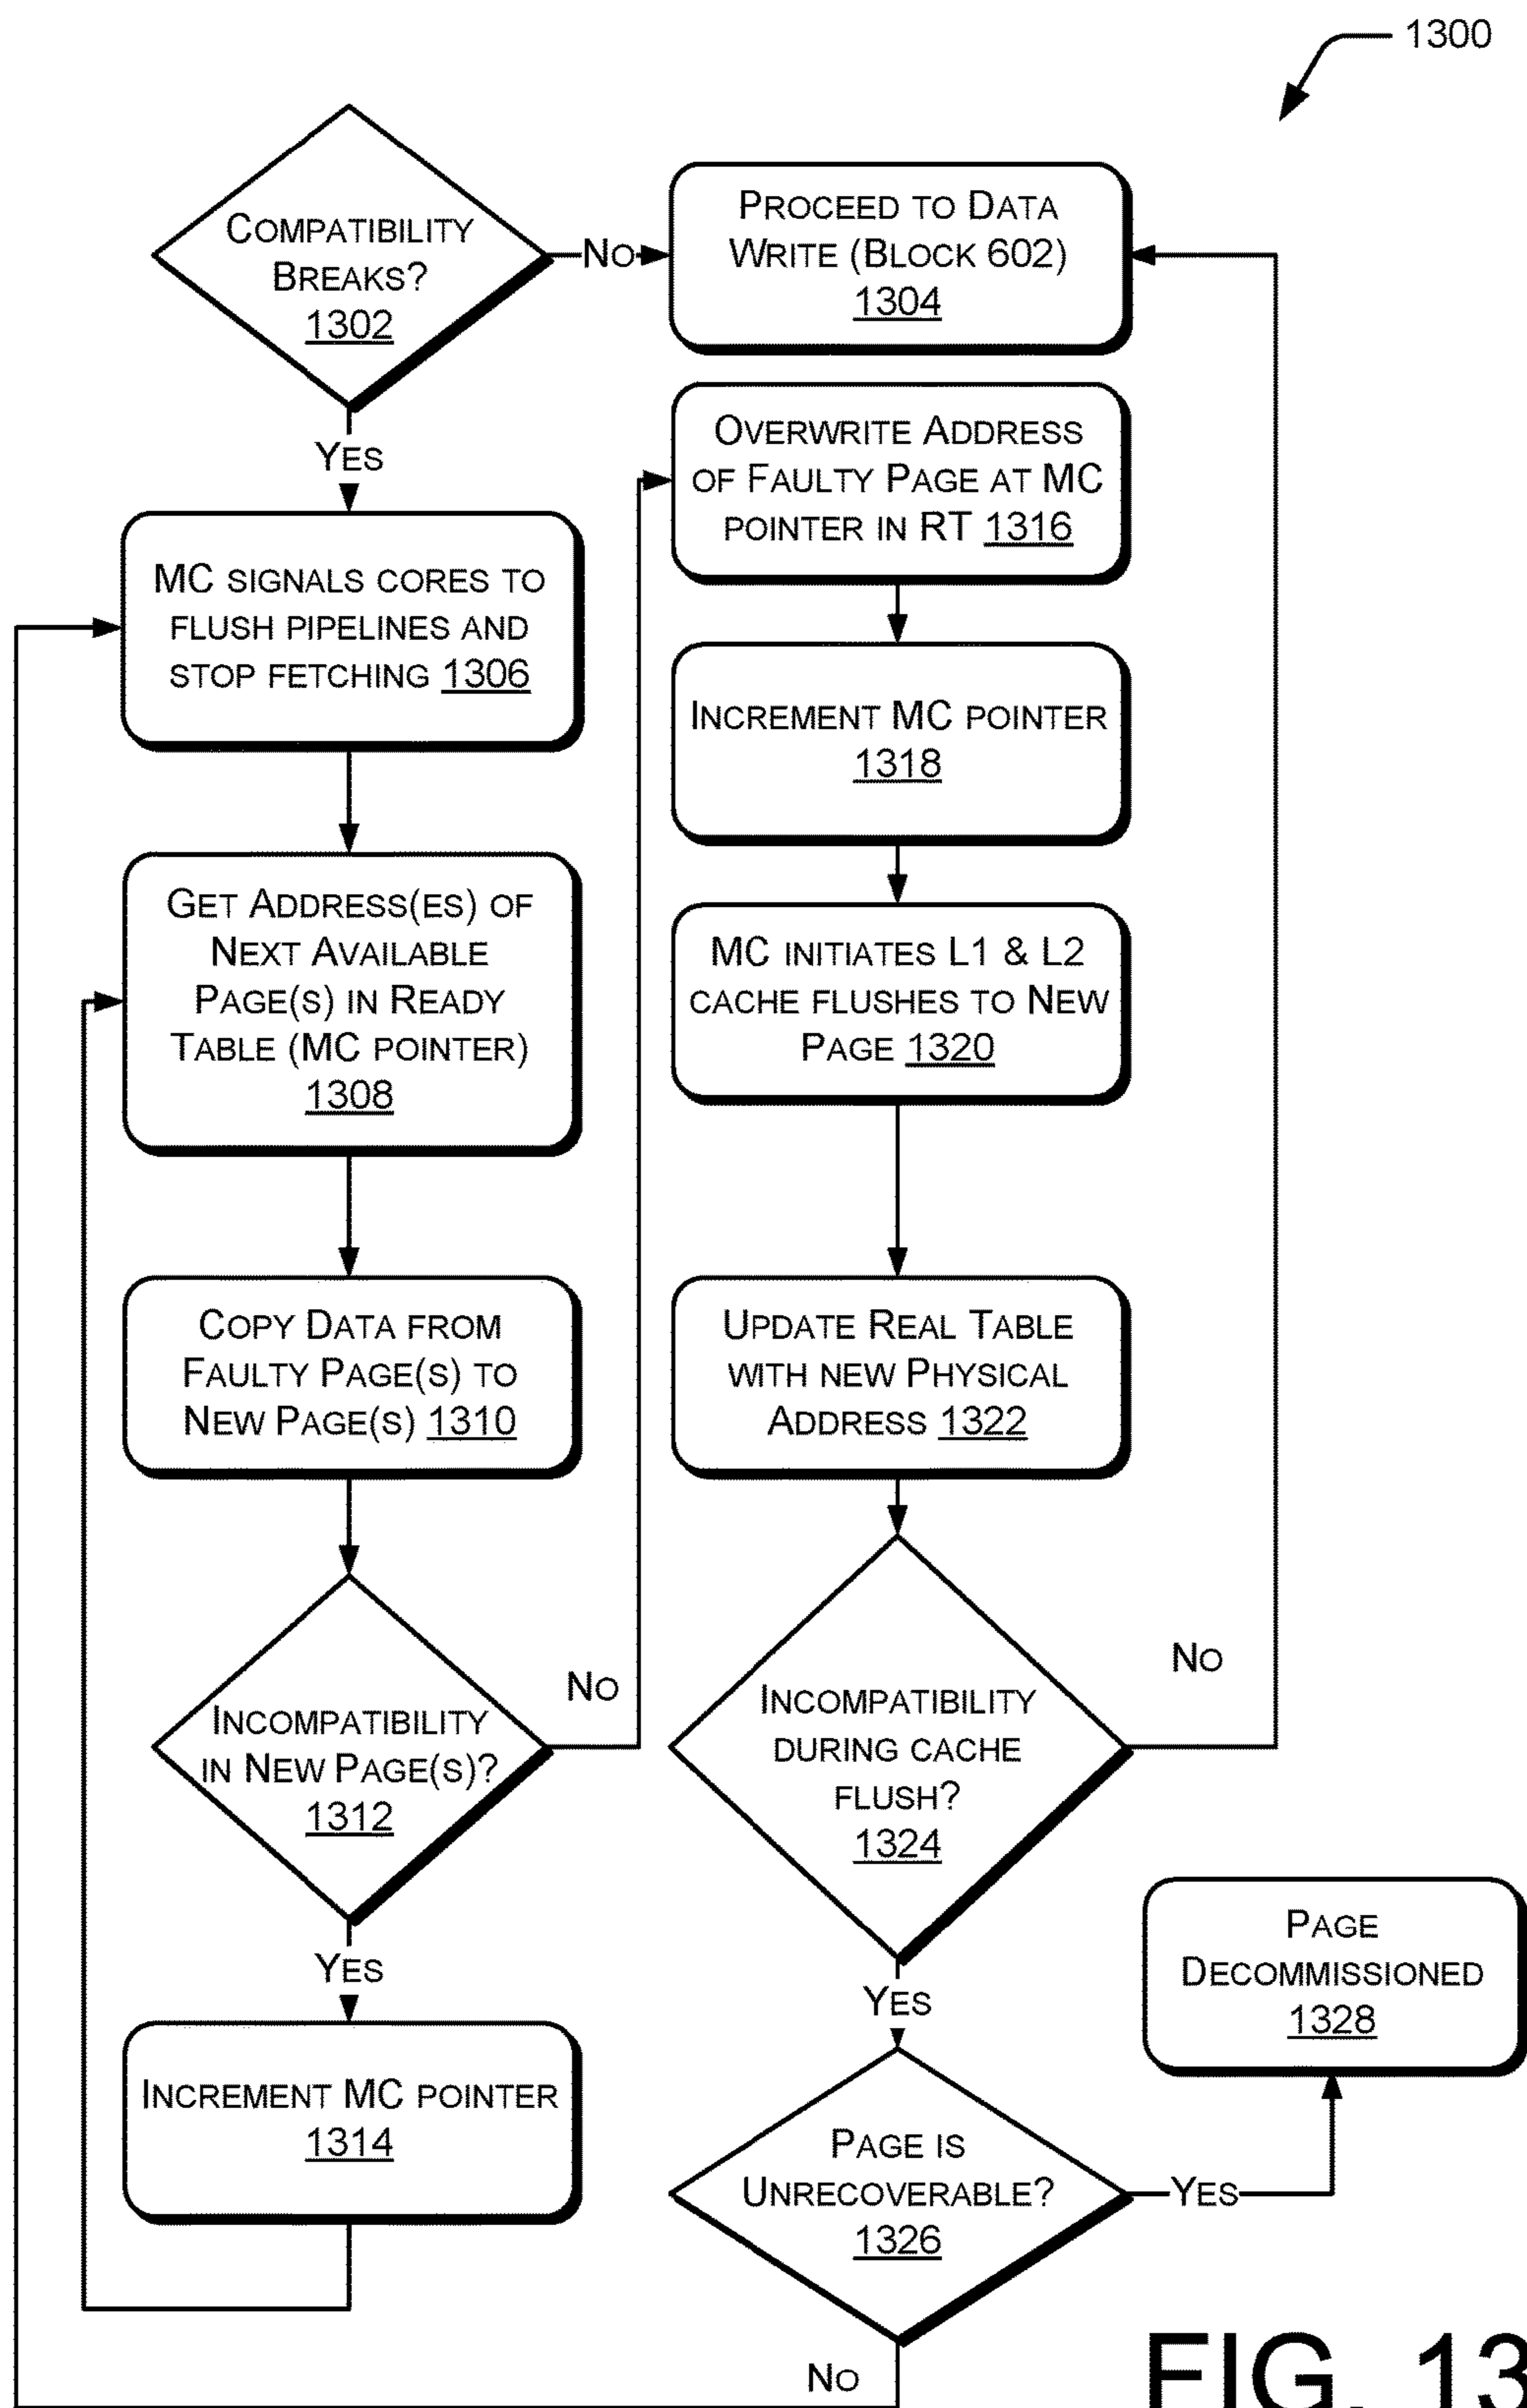 1300
COMPATIBILITY
BREAKS?
1302
NO
PROCEED TO DATA
WRITE (BLOCK 602)
1304
YES
MC SIGNALS CORES TO
FLUSH PIPELINES AND
STOP FETCHING 1306
GET ADDRESS(ES) OF
NEXT AVAILABLE
PAGE(S) IN READY
TABLE (MC POINTER)
1308
COPY DATA FROM
FAULTY PAGE(S) TO
NEW PAGE(S) 1310
INCOMPATIBILITY
IN NEW PAGE(S)?
1312
NO
YES
INCREMENT MC POINTER
1314
OVERWRITE ADDRESS
OF FAULTY PAGE AT MC
POINTER IN RT 1316
INCREMENT MC POINTER
1318
MC INITIATES L1 & L2
CACHE FLUSHES TO NEW
PAGE 1320
UPDATE REAL TABLE
WITH NEW PHYSICAL
ADDRESS 1322
INCOMPATIBILITY
DURING CACHE
FLUSH?
1324
NO
YES
PAGE IS
UNRECOVERABLE?
1326
YES
PAGE
DECOMMISSIONED
1328
NO
FIG. 13